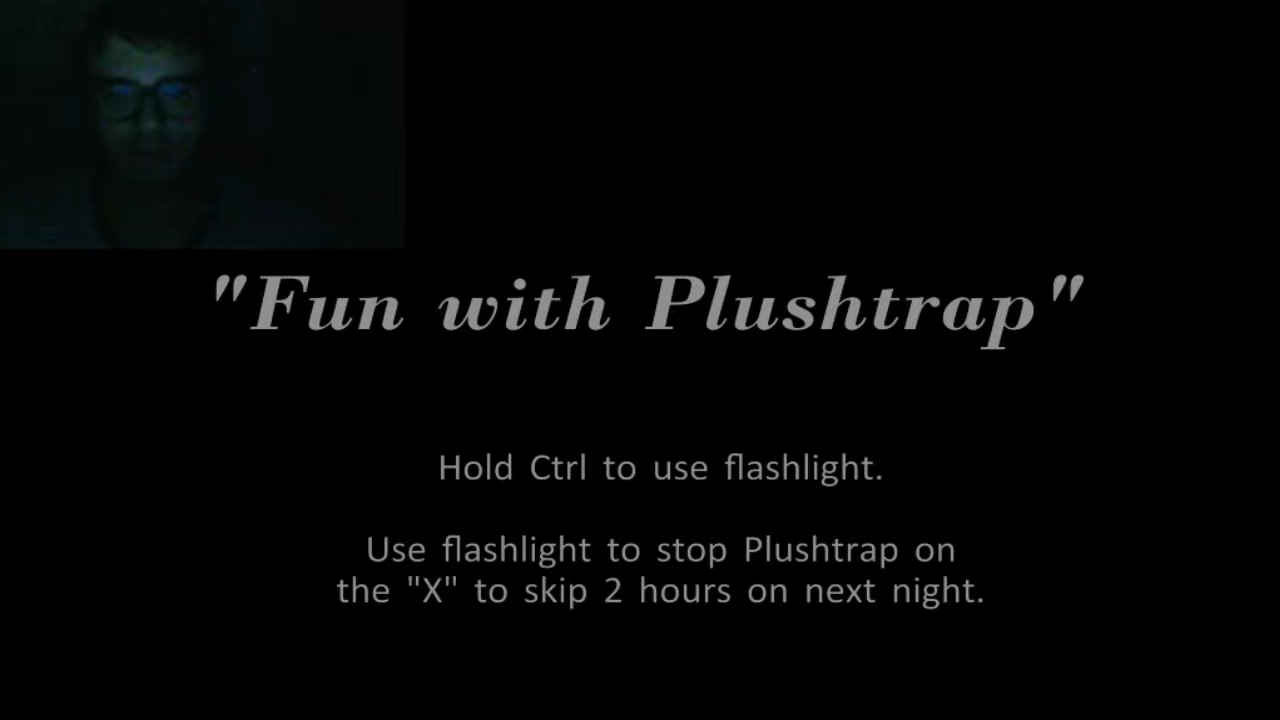 "Fun with Plushtrap"
Hold Ctrl to use flashlight.
Use flashlight to stop Plushtrap on
the "X" to skip 2 hours on next night.